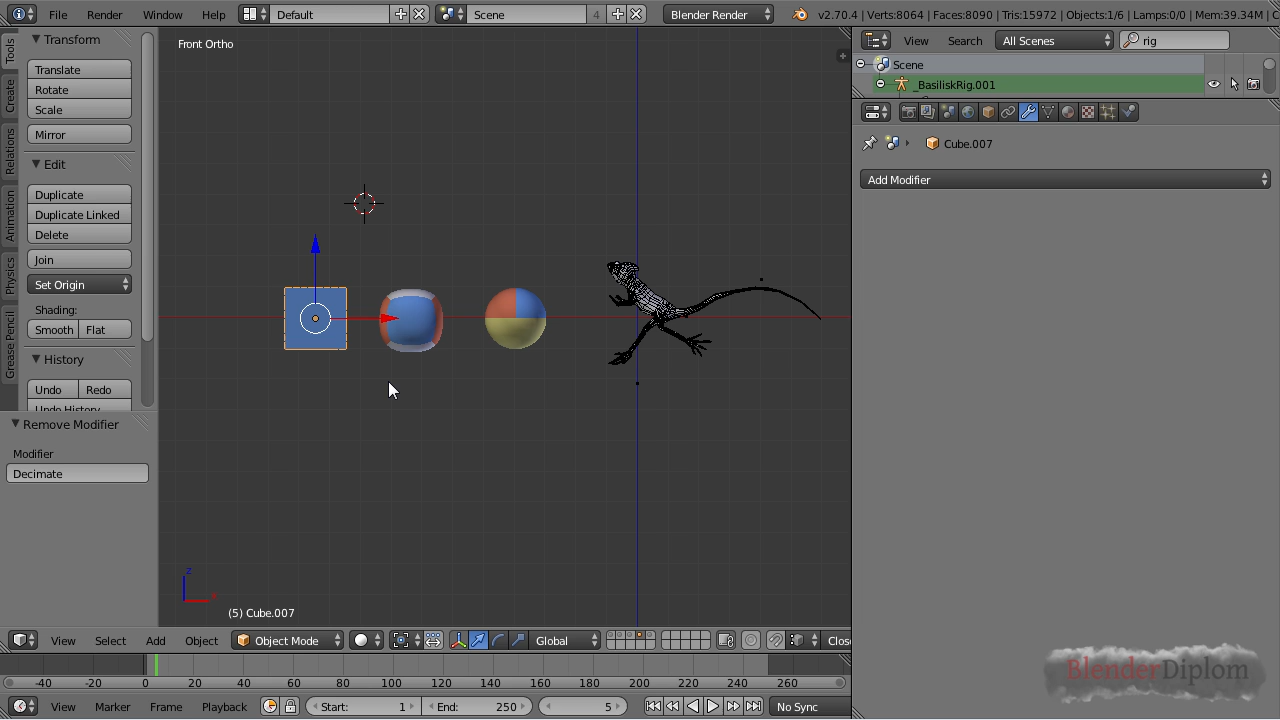 File Render Window Help Default Scene 4 Blender Render v2.70.4 | Verts:8064 | Faces:8090 | Tris:15972 | Objects:1/6 | Lamps:0/0 | Mem:39.34M |
View Search All Scenes rig
Scene
_BasiliskRig.001
Cube.007
Add Modifier
Tools
Create
Relations
Animation
Physics
Grease Pencil
Transform
Translate
Rotate
Scale
Mirror
Edit
Duplicate
Duplicate Linked
Delete
Join
Set Origin
Shading:
Smooth Flat
History
Undo Redo
Undo History
Remove Modifier
Modifier
Decimate
Front Ortho
z
x
(5) Cube.007
View Select Add Object Object Mode Global Clos
-40 -20 0 20 40 60 80 100 120 140 160 180 200 220 240 260
View Marker Frame Playback Start: 1 End: 250 5 No Sync
BlenderDiplom